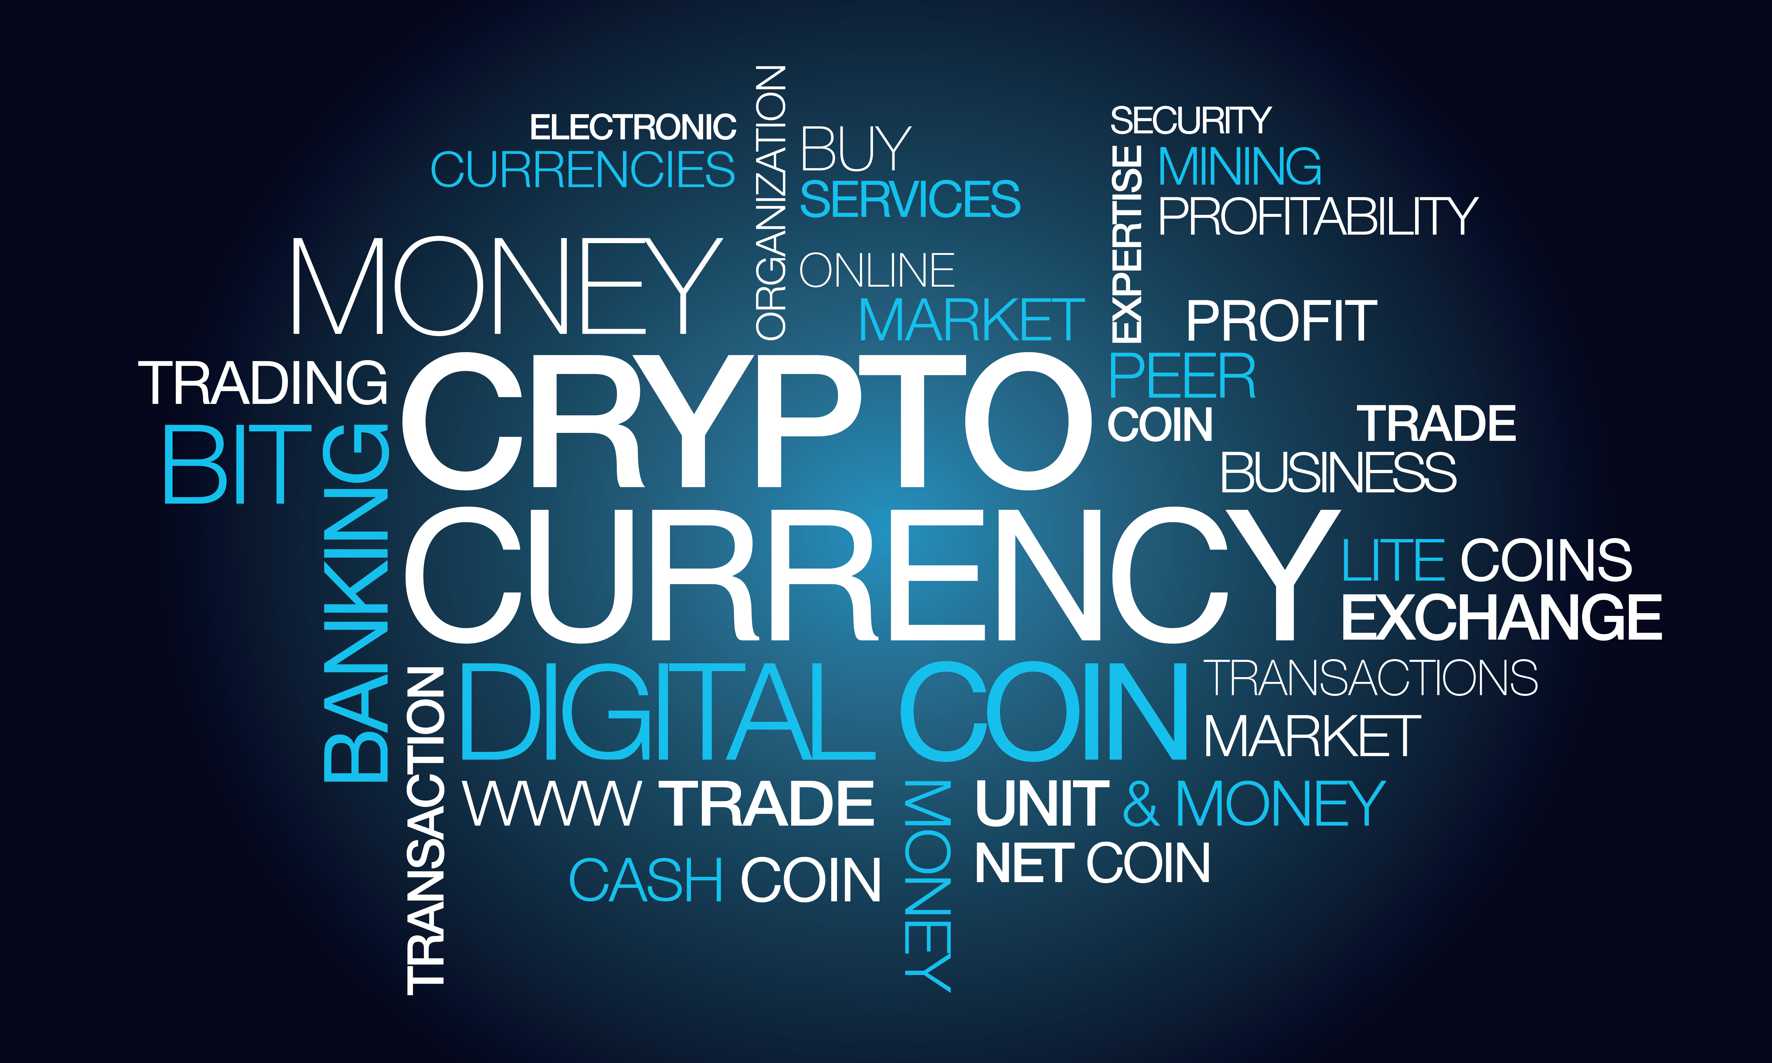 ELECTRONIC
CURRENCIES
ORGANIZATION
BUY
SERVICES
ONLINE
MARKET
SECURITY
EXPERTISE
MINING
PROFITABILITY
MONEY
PROFIT
TRADING
CRYPTO
PEER
COIN
TRADE
BUSINESS
BIT
BANKING
CURRENCY
LITE COINS
EXCHANGE
TRANSACTION
DIGITAL COIN
TRANSACTIONS
MARKET
WWW TRADE
MONEY
UNIT & MONEY
CASH COIN
NET COIN